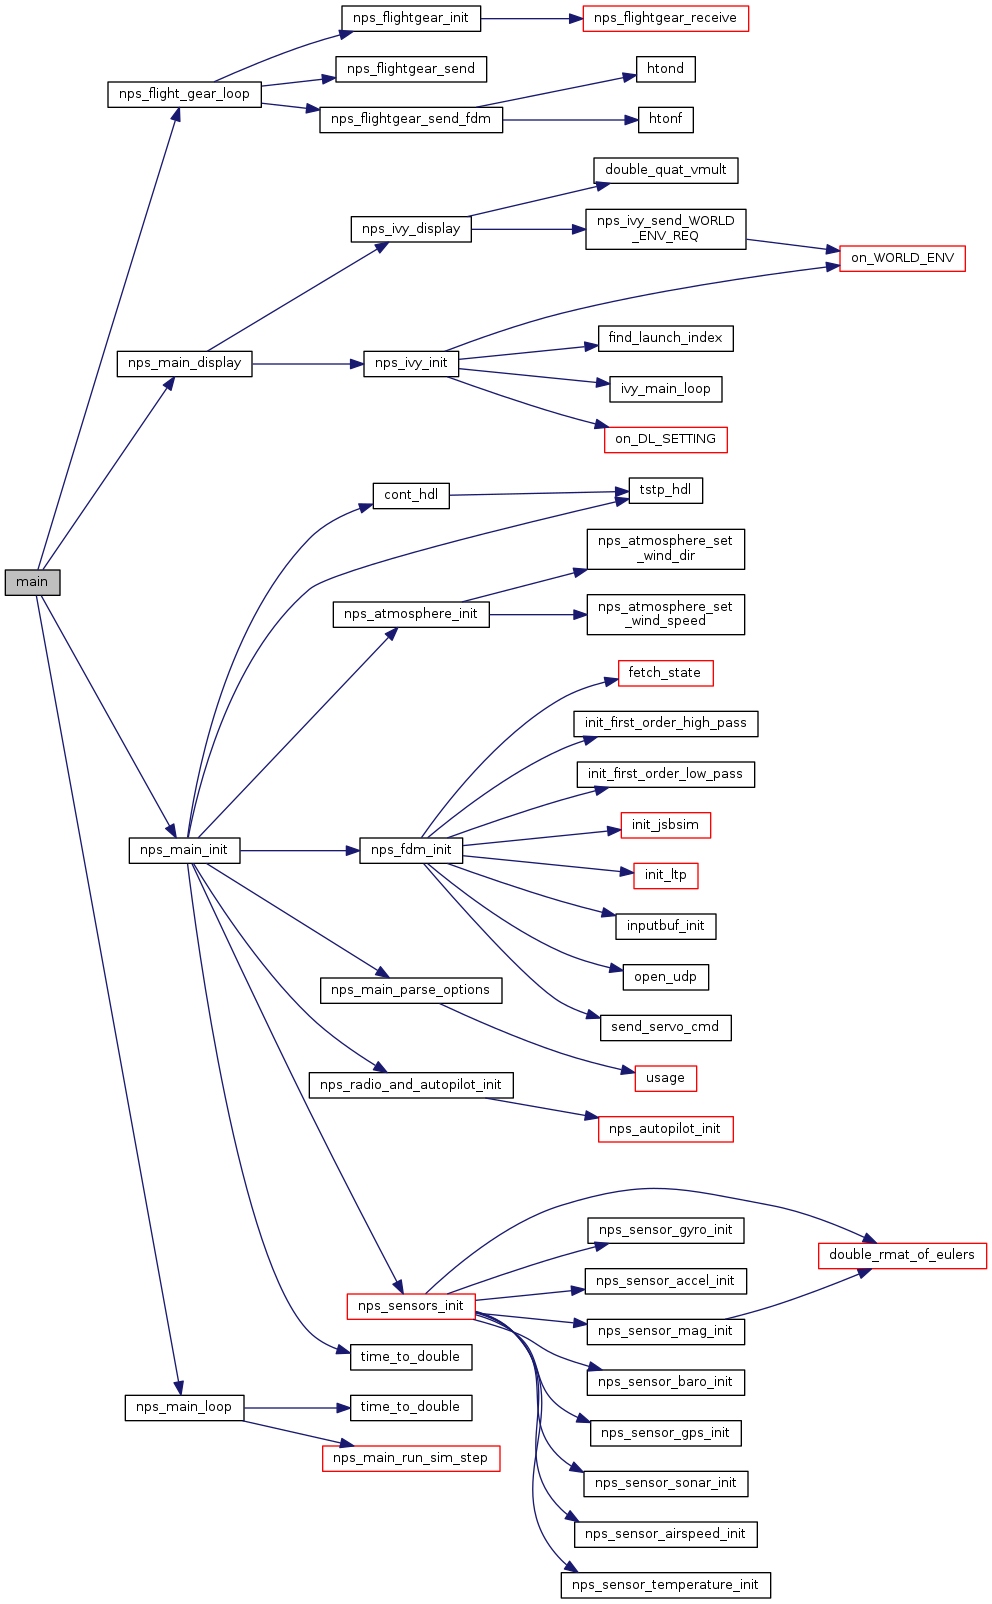 nps_flightgear_init
nps_flightgear_receive
nps_flightgear_send
htond
nps_flight_gear_loop
nps_flightgear_send_fdm
htonf
double_quat_vmult
nps_ivy_display
nps_ivy_send_WORLD
_ENV_REQ
on_WORLD_ENV
find_launch_index
nps_main_display
nps_ivy_init
ivy_main_loop
on_DL_SETTING
cont_hdl
tstp_hdl
nps_atmosphere_set
_wind_dir
main
nps_atmosphere_init
nps_atmosphere_set
_wind_speed
fetch_state
init_first_order_high_pass
init_first_order_low_pass
init_jsbsim
nps_main_init
nps_fdm_init
init_ltp
inputbuf_init
open_udp
nps_main_parse_options
send_servo_cmd
usage
nps_radio_and_autopilot_init
nps_autopilot_init
nps_sensor_gyro_init
double_rmat_of_eulers
nps_sensor_accel_init
nps_sensors_init
nps_sensor_mag_init
time_to_double
nps_sensor_baro_init
nps_main_loop
time_to_double
nps_sensor_gps_init
nps_main_run_sim_step
nps_sensor_sonar_init
nps_sensor_airspeed_init
nps_sensor_temperature_init